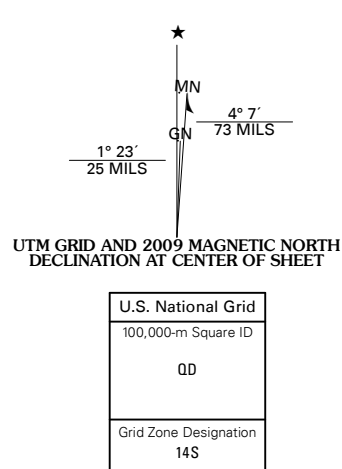 ★
MN
4° 7´
73 MILS
GN
1° 23´
25 MILS
UTM GRID AND 2009 MAGNETIC NORTH
DECLINATION AT CENTER OF SHEET
U.S. National Grid
100,000-m Square ID
QD
Grid Zone Designation
14S